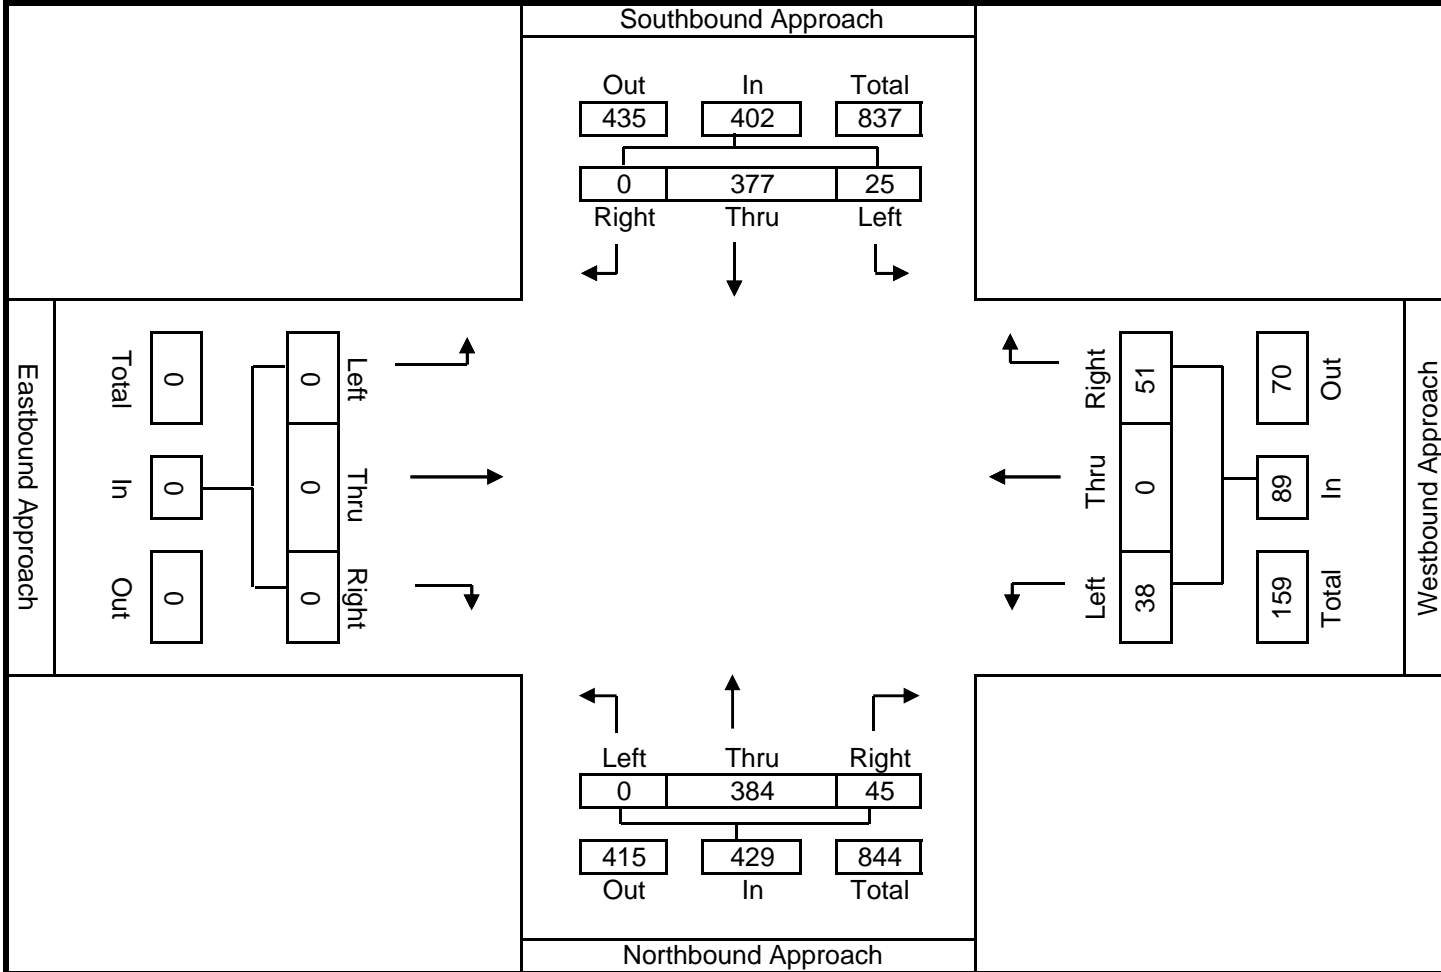 Southbound Approach
Out In Total
435 402 837
0 377 25
Right Thru Left
Eastbound Approach
Total In Out
0 0 0
0 0 0
Left Thru Right
Right Thru Left
51 0 38
70 89 159
Out In Total
Westbound Approach
Left Thru Right
0 384 45
415 429 844
Out In Total
Northbound Approach